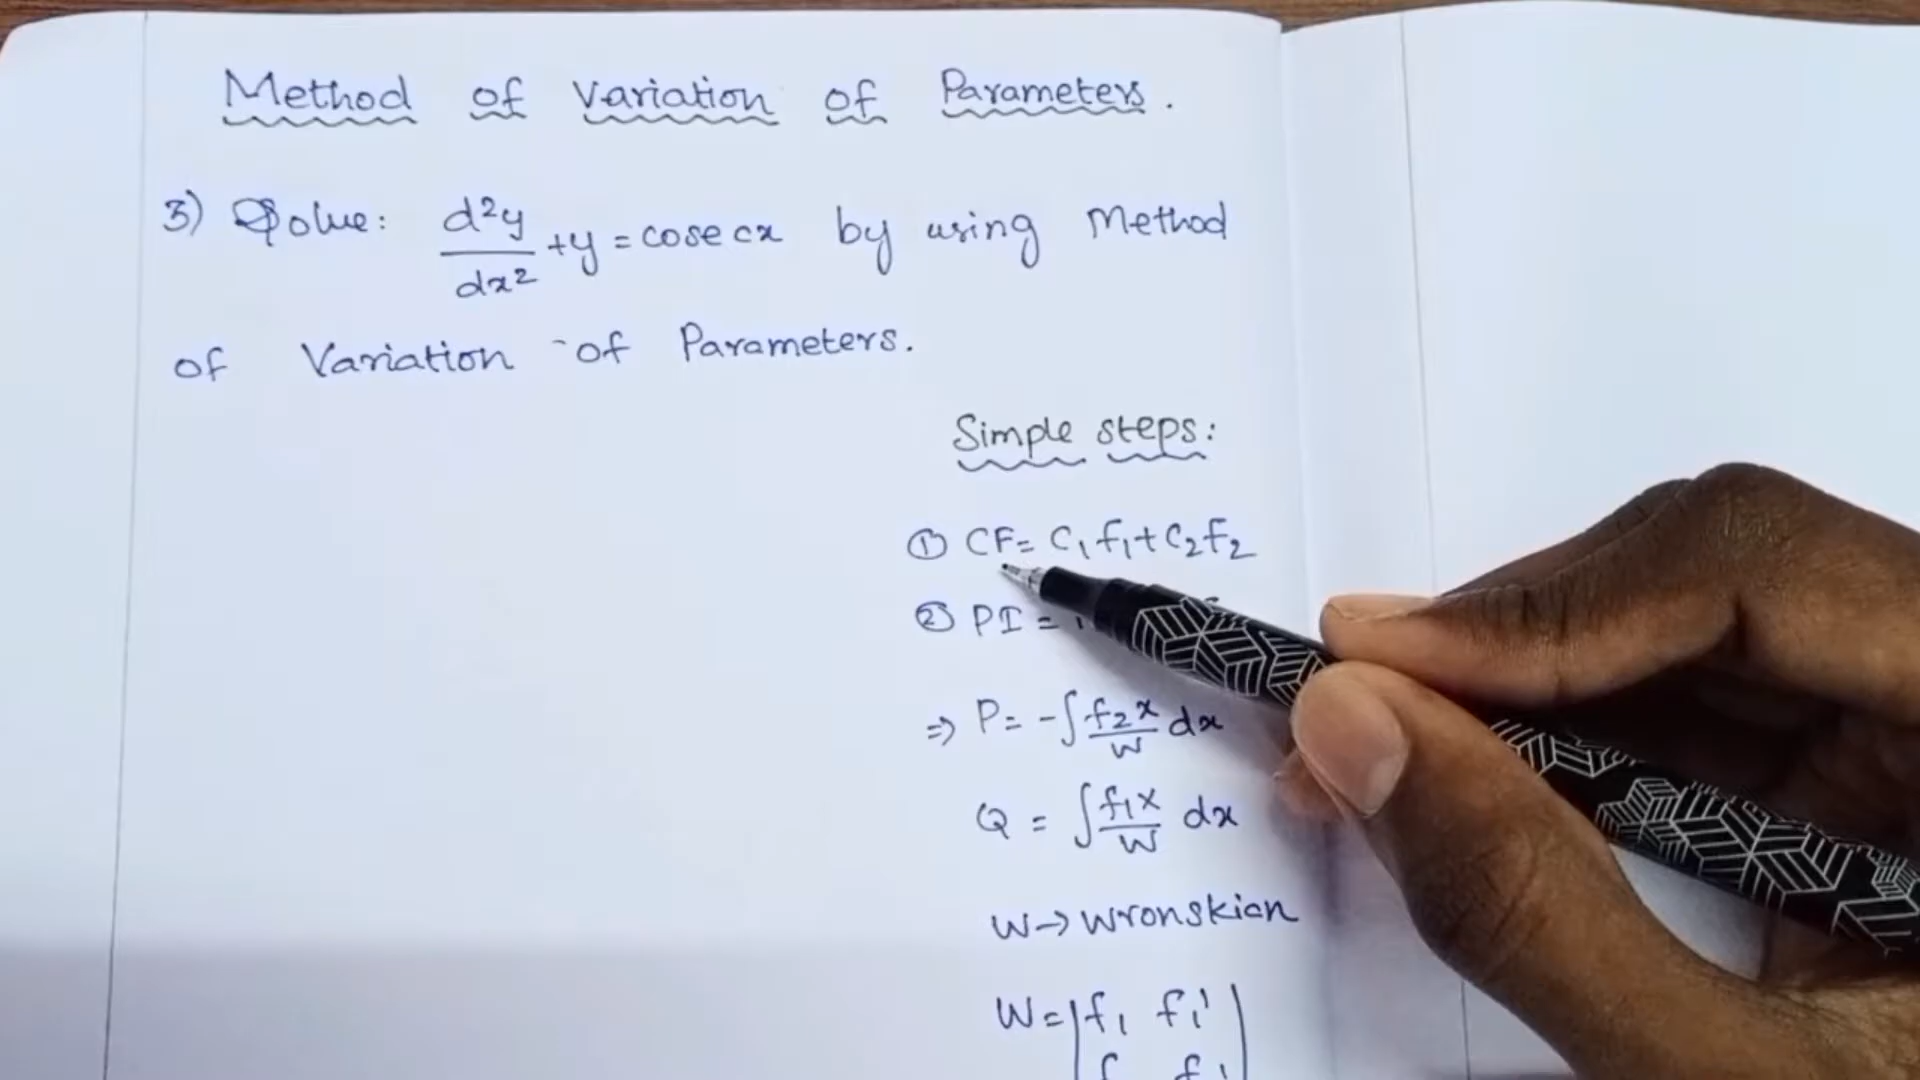 Method of Variation of Parameters.
3) Solve: d²y/dx² + y = cosecx by using Method
of Variation of Parameters.
Simple steps:
① CF = C₁f₁ + C₂f₂
② PI =
⇒ P = -∫ f₂x/W dx
Q = ∫ f₁x/W dx
W → Wronskian
W = | f₁ f₁' |